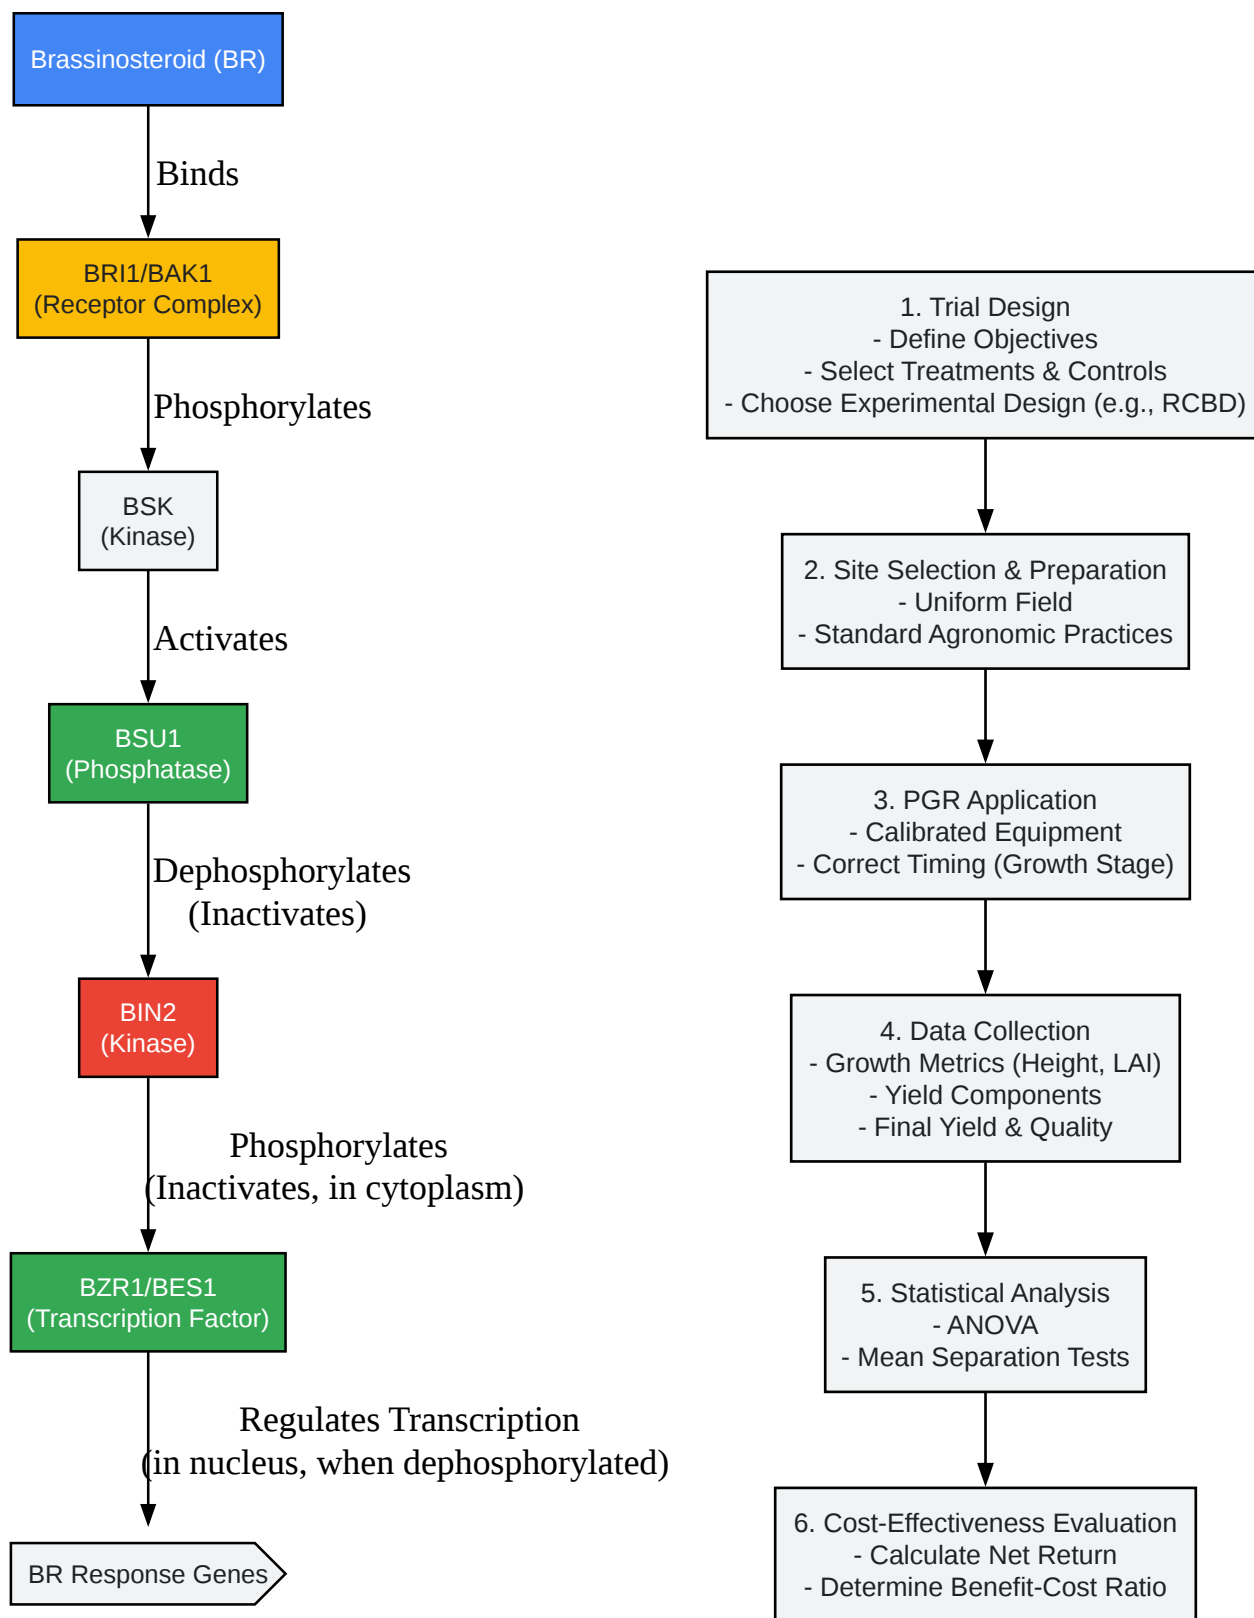 Brassinosteroid (BR)
Binds
BRI1/BAK1
(Receptor Complex)
Phosphorylates
BSK
(Kinase)
Activates
BSU1
(Phosphatase)
Dephosphorylates
(Inactivates)
BIN2
(Kinase)
Phosphorylates
(Inactivates, in cytoplasm)
BZR1/BES1
(Transcription Factor)
Regulates Transcription
(in nucleus, when dephosphorylated)
BR Response Genes
1. Trial Design
- Define Objectives
- Select Treatments & Controls
- Choose Experimental Design (e.g., RCBD)
2. Site Selection & Preparation
- Uniform Field
- Standard Agronomic Practices
3. PGR Application
- Calibrated Equipment
- Correct Timing (Growth Stage)
4. Data Collection
- Growth Metrics (Height, LAI)
- Yield Components
- Final Yield & Quality
5. Statistical Analysis
- ANOVA
- Mean Separation Tests
6. Cost-Effectiveness Evaluation
- Calculate Net Return
- Determine Benefit-Cost Ratio